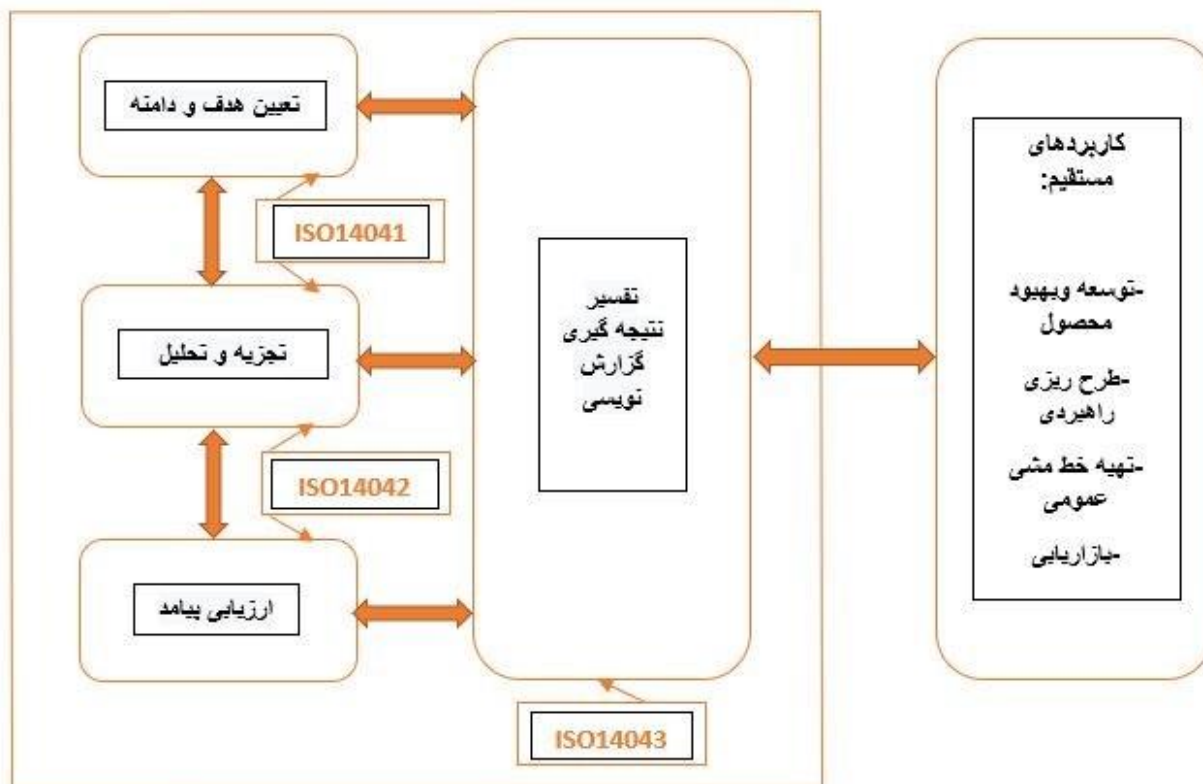 تعیین هدف و دامنه
ISO14041
تجزیه و تحلیل
ISO14042
ارزیابی پیامد
تفسیر
نتیجه گیری
گزارش
نویسی
ISO14043
کاربردهای
مستقیم:
-توسعه وبهبود
محصول
-طرح ریزی
راهبردی
-تهیه خط مشی
عمومی
-بازاریابی